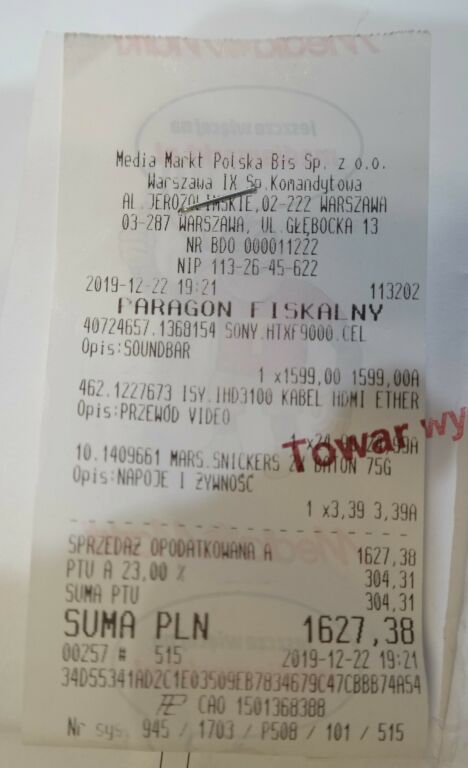 Media Markt Polska Bis Sp. z o.o.
Warszawa IX Sp.Komandytowa
AL.JEROZOLIMSKIE,02-222 WARSZAWA
03-287 WARSZAWA, UL.GŁĘBOCKA 13
NR BDO 000011222
NIP 113-26-45-622
2019-12-22 19:21 113202
PARAGON FISKALNY
40724657.1368154 SONY.HTXF9000.CEL
Opis:SOUNDBAR
1 x1599,00 1599,00A
462.1227673 ISY.IHD3100 KABEL HDMI ETHER
Opis:PRZEWÓD VIDEO
Towar
10.1409661 MARS.SNICKERS BATON 75G
Opis:NAPOJE I ŻYWNOŚĆ
1 x3,39 3,39A
SPRZEDAŻ OPODATKOWANA A 1627,38
PTU A 23,00 % 304,31
SUMA PTU 304,31
SUMA PLN 1627,38
00257 # 515 2019-12-22 19:21
34D55341AD2C1E03509EB7834679C47CBBB74A54
CAO 1501368388
Nr sys. 945 / 1703 / P508 / 101 / 515